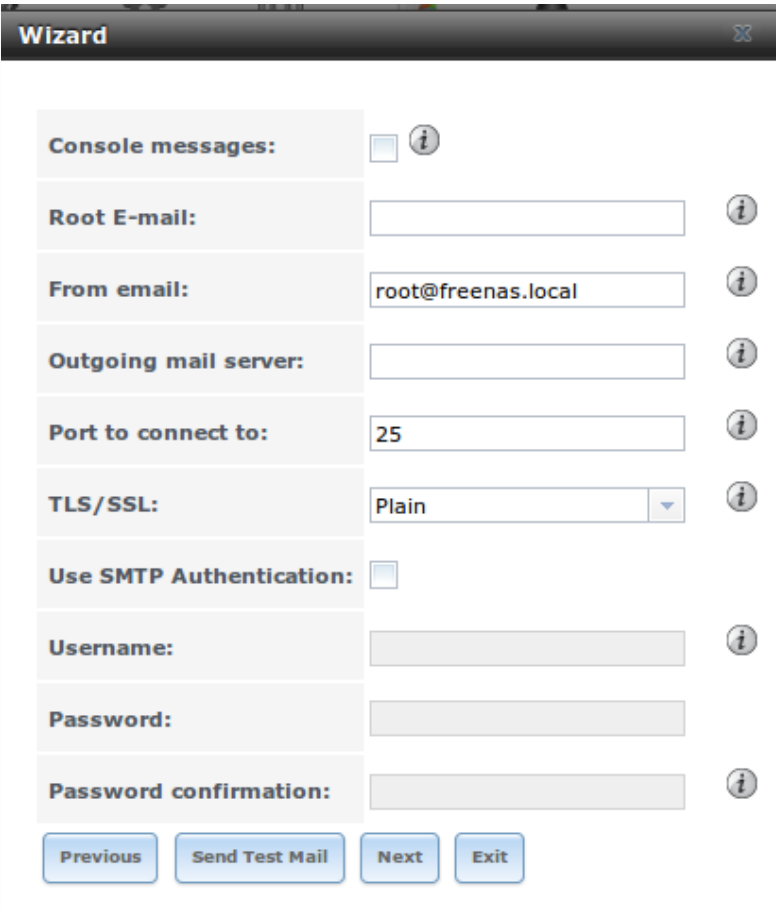 Wizard
Console messages:
Root E-mail:
From email: root@freenas.local
Outgoing mail server:
Port to connect to: 25
TLS/SSL: Plain
Use SMTP Authentication:
Username:
Password:
Password confirmation:
Previous Send Test Mail Next Exit